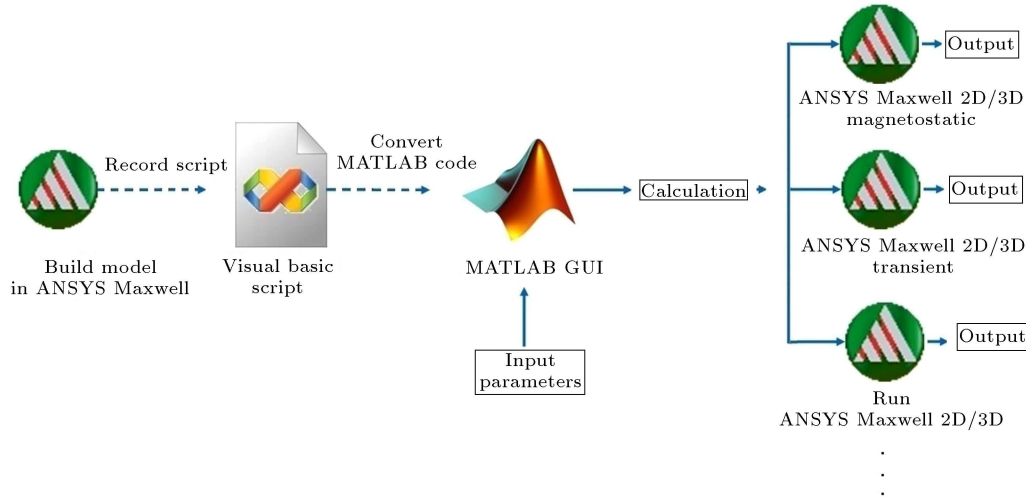 Record script
Build model
in ANSYS Maxwell
Visual basic
script
Convert
MATLAB code
MATLAB GUI
Input
parameters
Calculation
Output
ANSYS Maxwell 2D/3D
magnetostatic
Output
ANSYS Maxwell 2D/3D
transient
Output
Run
ANSYS Maxwell 2D/3D
.
.
.